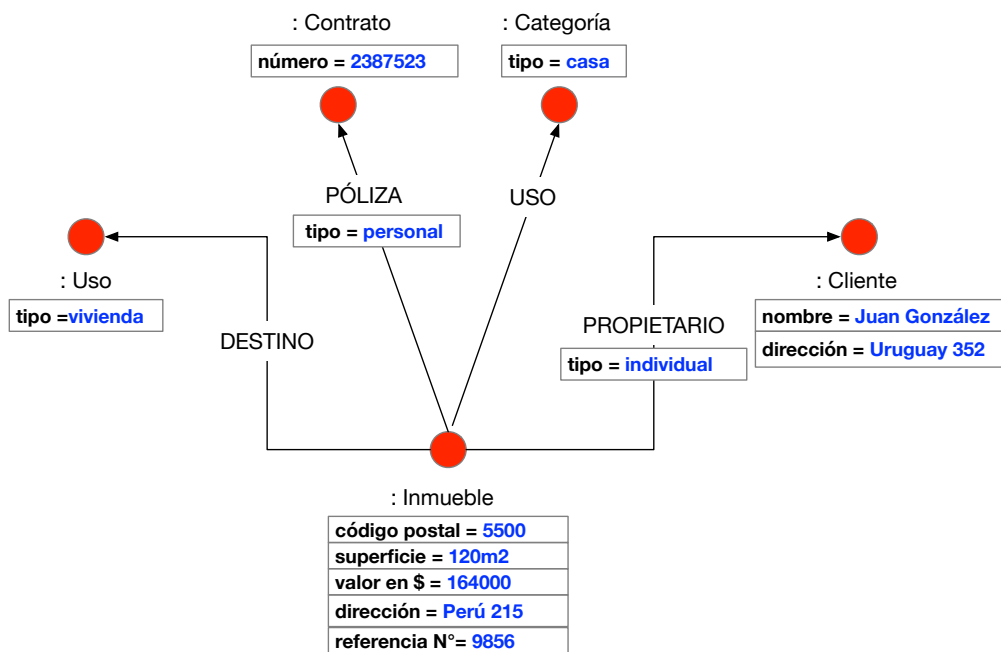 : Contrato
número = 2387523
: Categoría
tipo = casa
PÓLIZA
tipo = personal
USO
: Uso
tipo =vivienda
DESTINO
PROPIETARIO
tipo = individual
: Cliente
nombre = Juan González
dirección = Uruguay 352
: Inmueble
código postal = 5500
superficie = 120m2
valor en $ = 164000
dirección = Perú 215
referencia N°= 9856